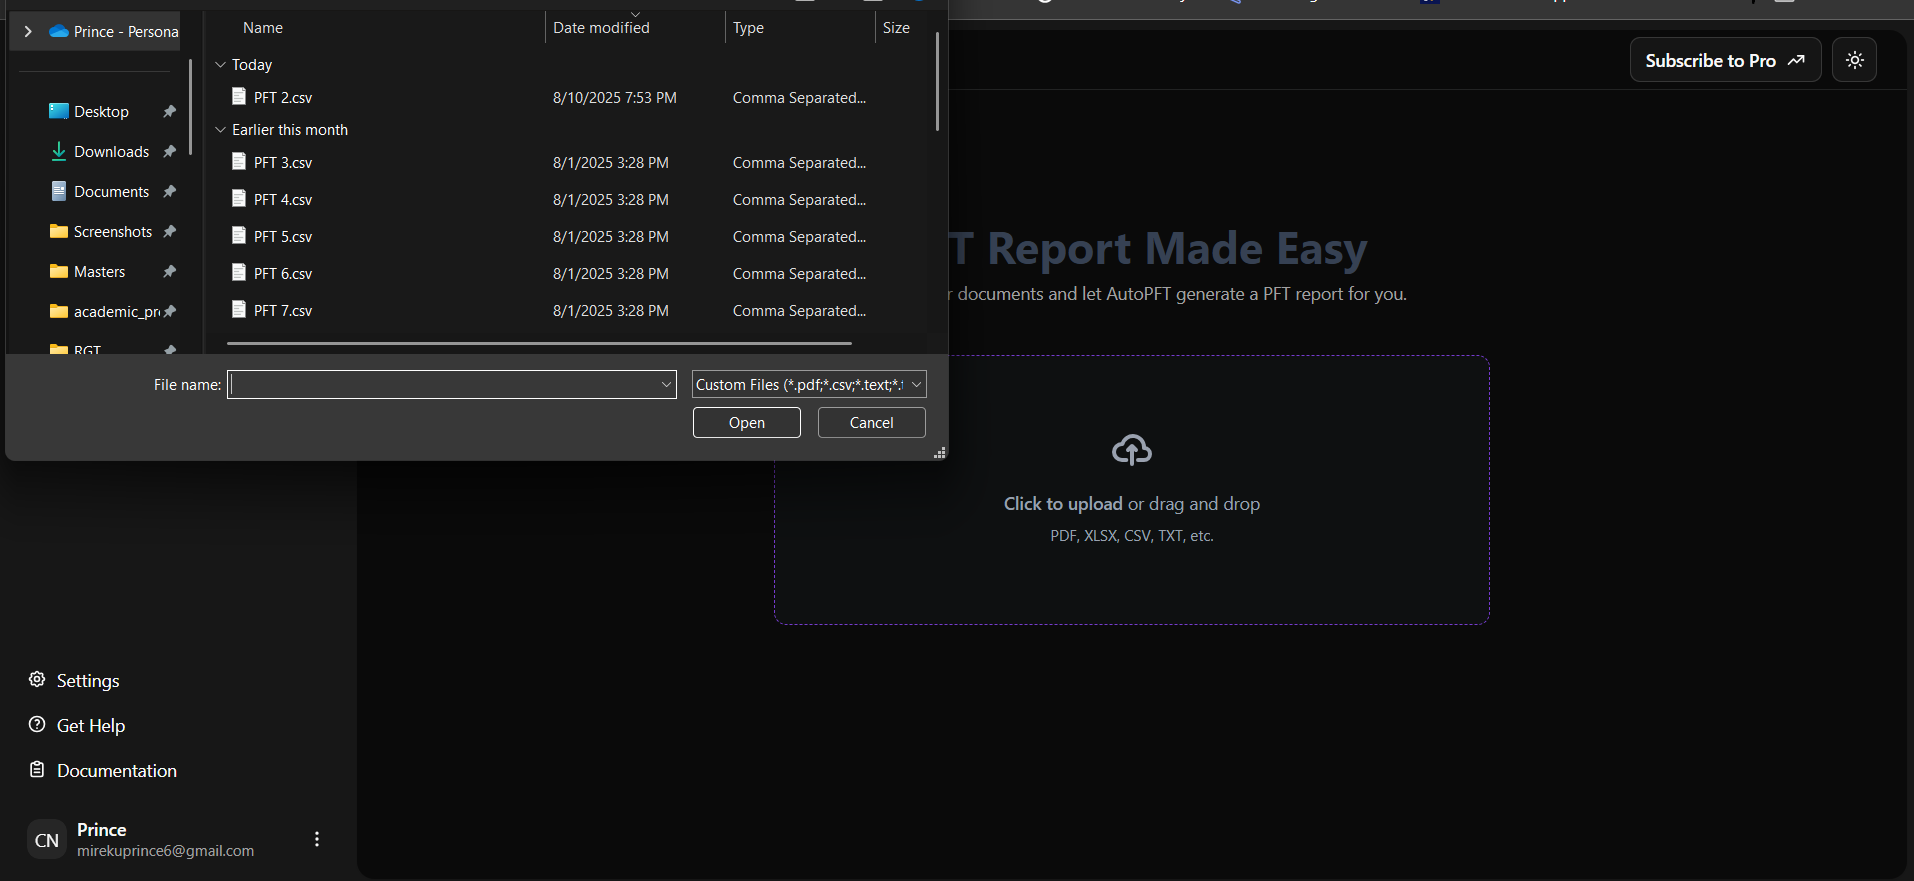 Prince - Persona
Name
Date modified
Type
Size
Today
PFT 2.csv
8/10/2025 7:53 PM
Comma Separated...
Earlier this month
PFT 3.csv
8/1/2025 3:28 PM
Comma Separated...
PFT 4.csv
8/1/2025 3:28 PM
Comma Separated...
PFT 5.csv
8/1/2025 3:28 PM
Comma Separated...
PFT 6.csv
8/1/2025 3:28 PM
Comma Separated...
PFT 7.csv
8/1/2025 3:28 PM
Comma Separated...
Desktop
Downloads
Documents
Screenshots
Masters
academic_pr
RGT
File name:
Custom Files (*.pdf;*.csv;*.text;*.t
Open
Cancel
Subscribe to Pro
T Report Made Easy
r documents and let AutoPFT generate a PFT report for you.
Click to upload or drag and drop
PDF, XLSX, CSV, TXT, etc.
Settings
Get Help
Documentation
CN
Prince
mirekuprince6@gmail.com